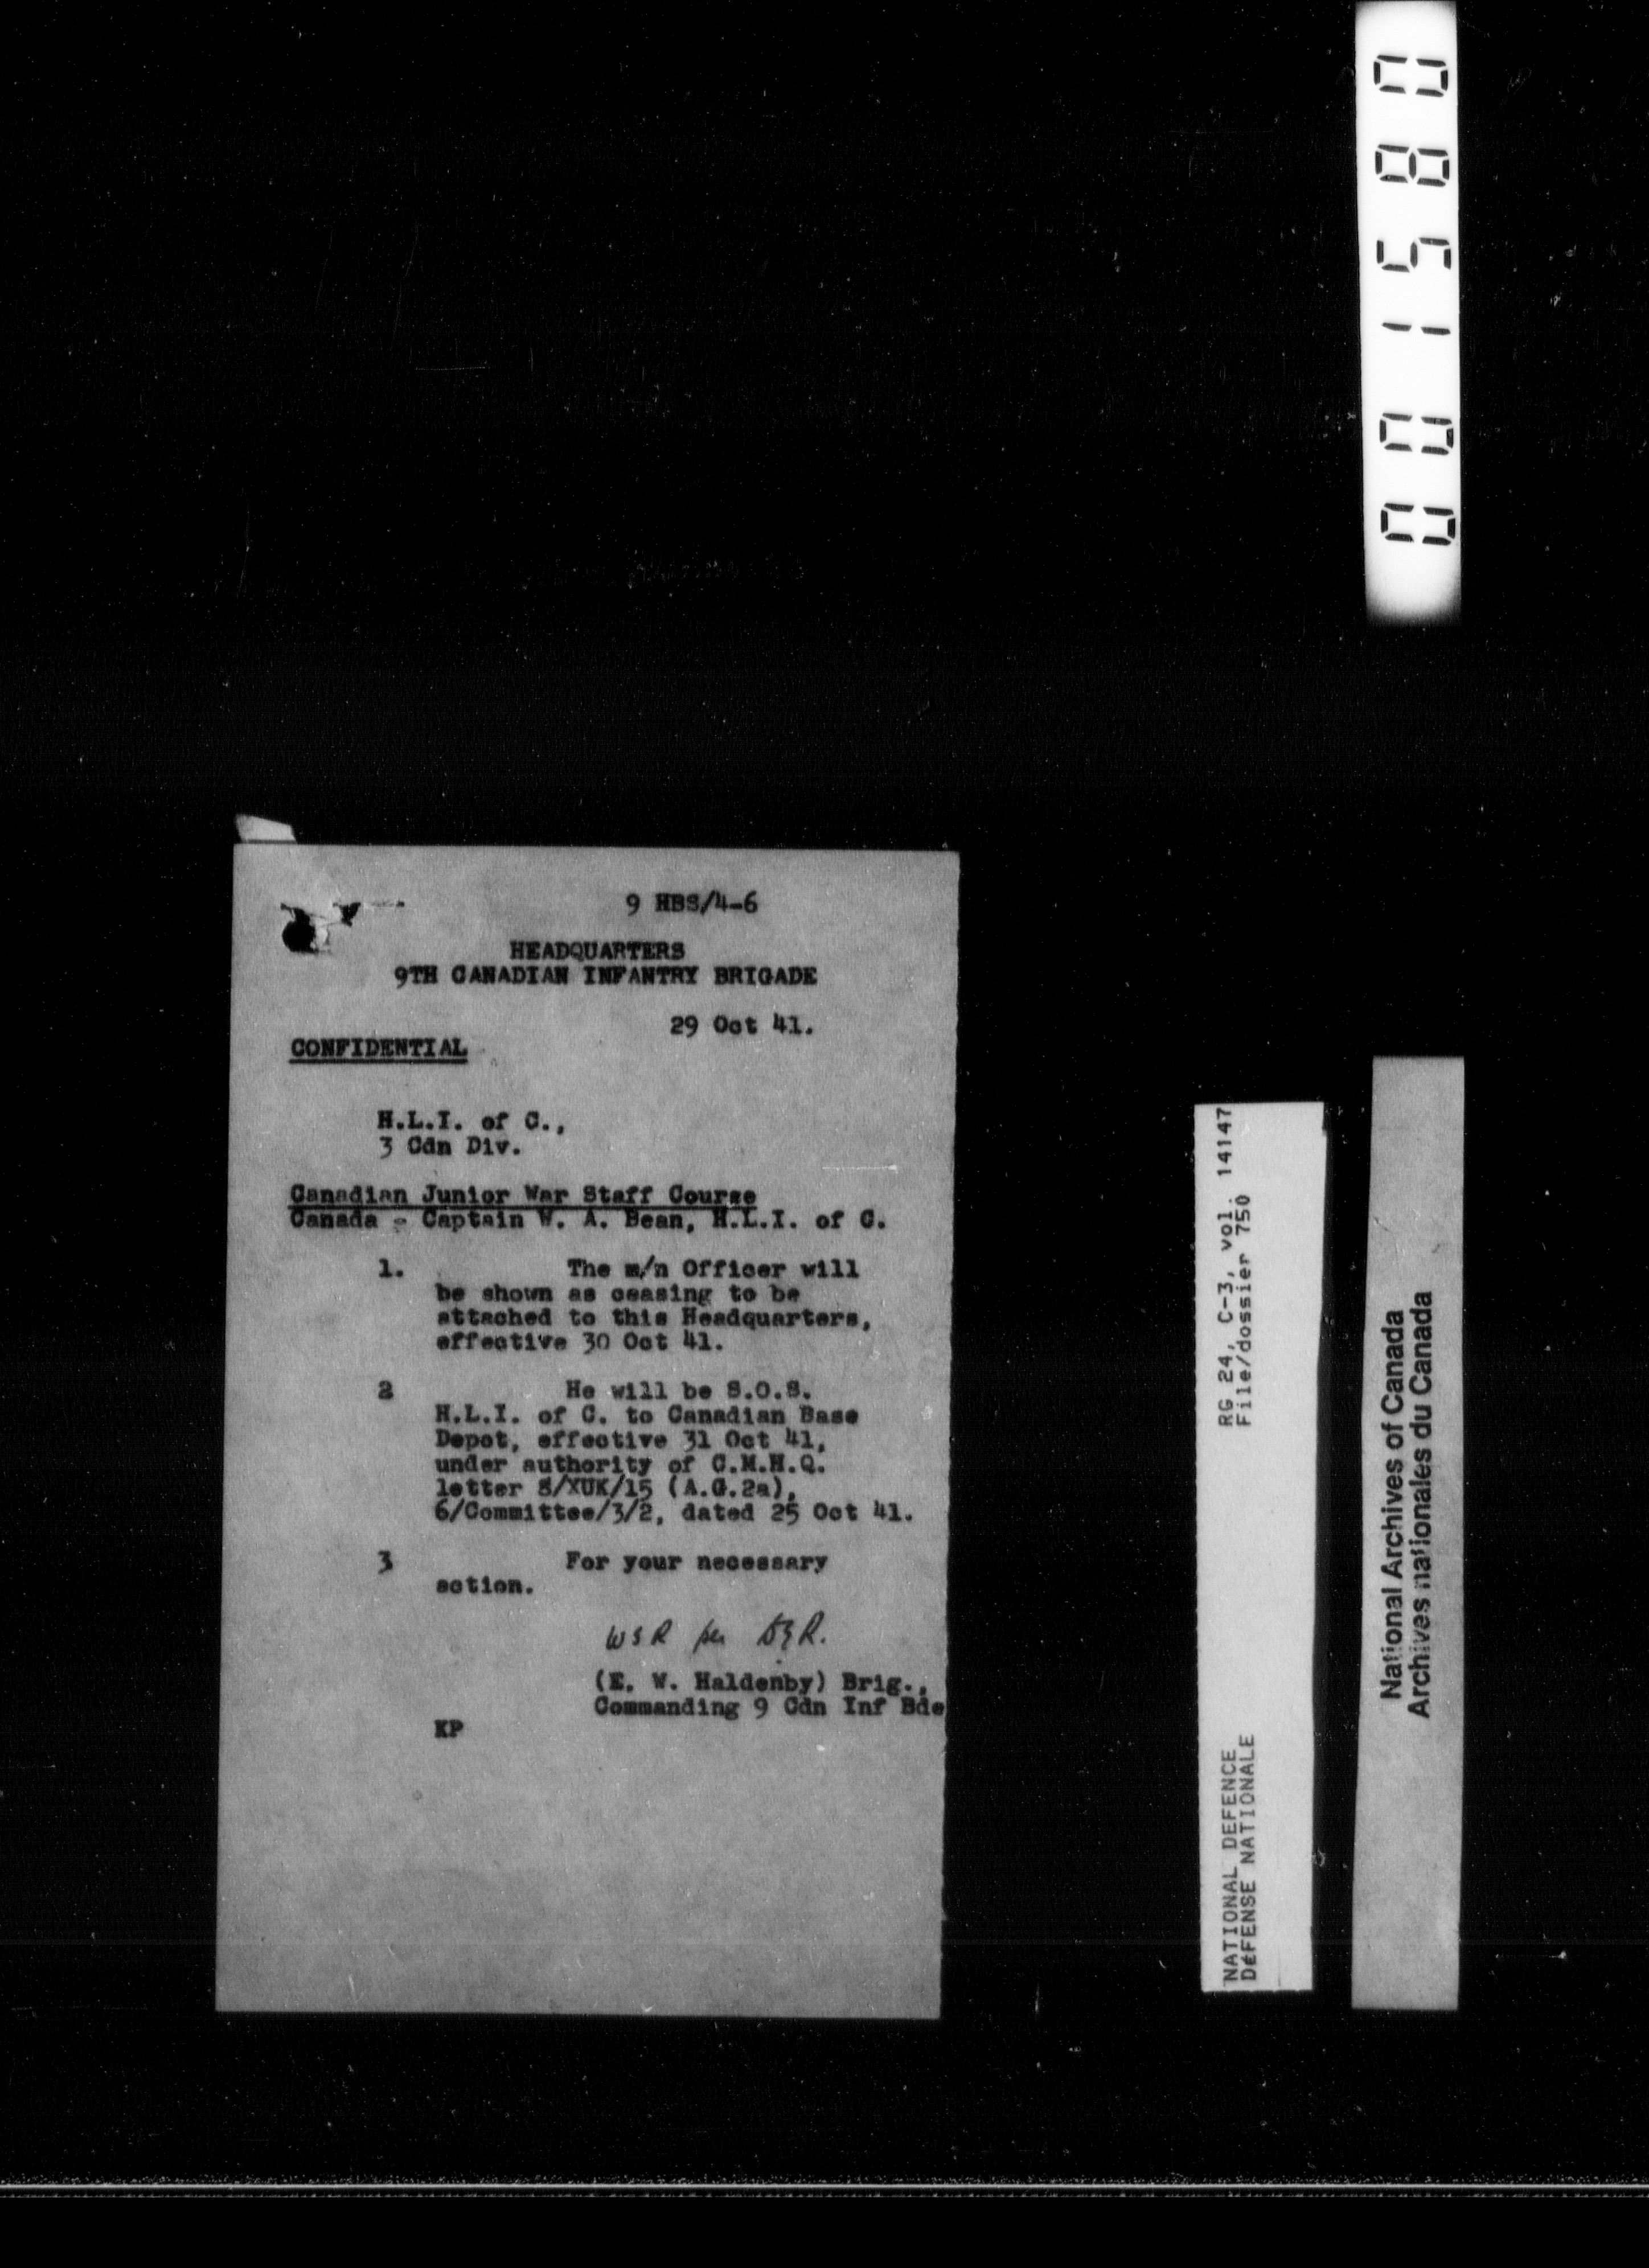 001580
9 HBS/4-6
HEADQUARTERS
9TH CANADIAN INFANTRY BRIGADE
29 Oct 41.
CONFIDENTIAL
H.L.I. of C.,
3 Cdn Div.
Canadian Junior War Staff Course
Canada - Captain W. A. Bean, H.L.I. of C.
1. The m/n Officer will
be shown as ceasing to be
attached to this Headquarters,
effective 30 Oct 41.
2 He will be S.O.S.
H.L.I. of C. to Canadian Base
Depot, effective 31 Oct 41,
under authority of C.M.H.Q.
letter 8/XUK/15 (A.G.2a),
6/Committee/3/2, dated 25 Oct 41.
3 For your necessary
action.
per
(E. W. Haldenby) Brig.,
Commanding 9 Cdn Inf Bde
KP
NATIONAL DEFENCE RG 24, C-3, vol. 14147
DéFENSE NATIONALE File/dossier 750
National Archives of Canada
Archives nationales du Canada